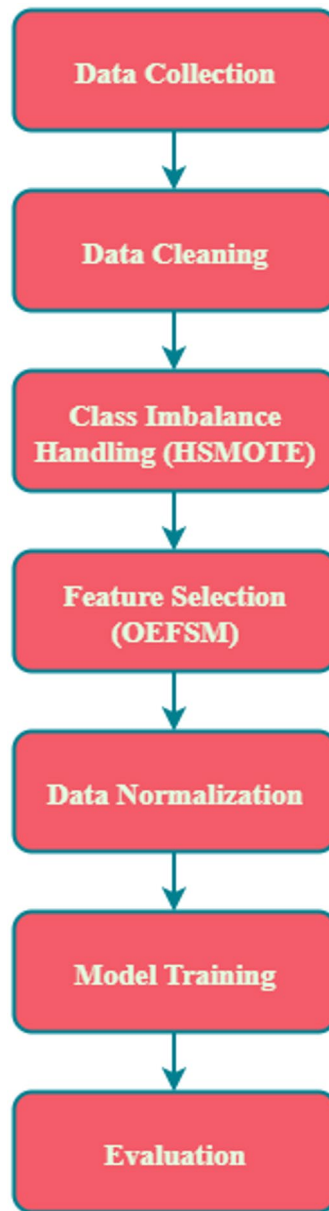 Data Collection
Data Cleaning
Class Imbalance
Handling (HSMOTE)
Feature Selection
(OEFSM)
Data Normalization
Model Training
Evaluation